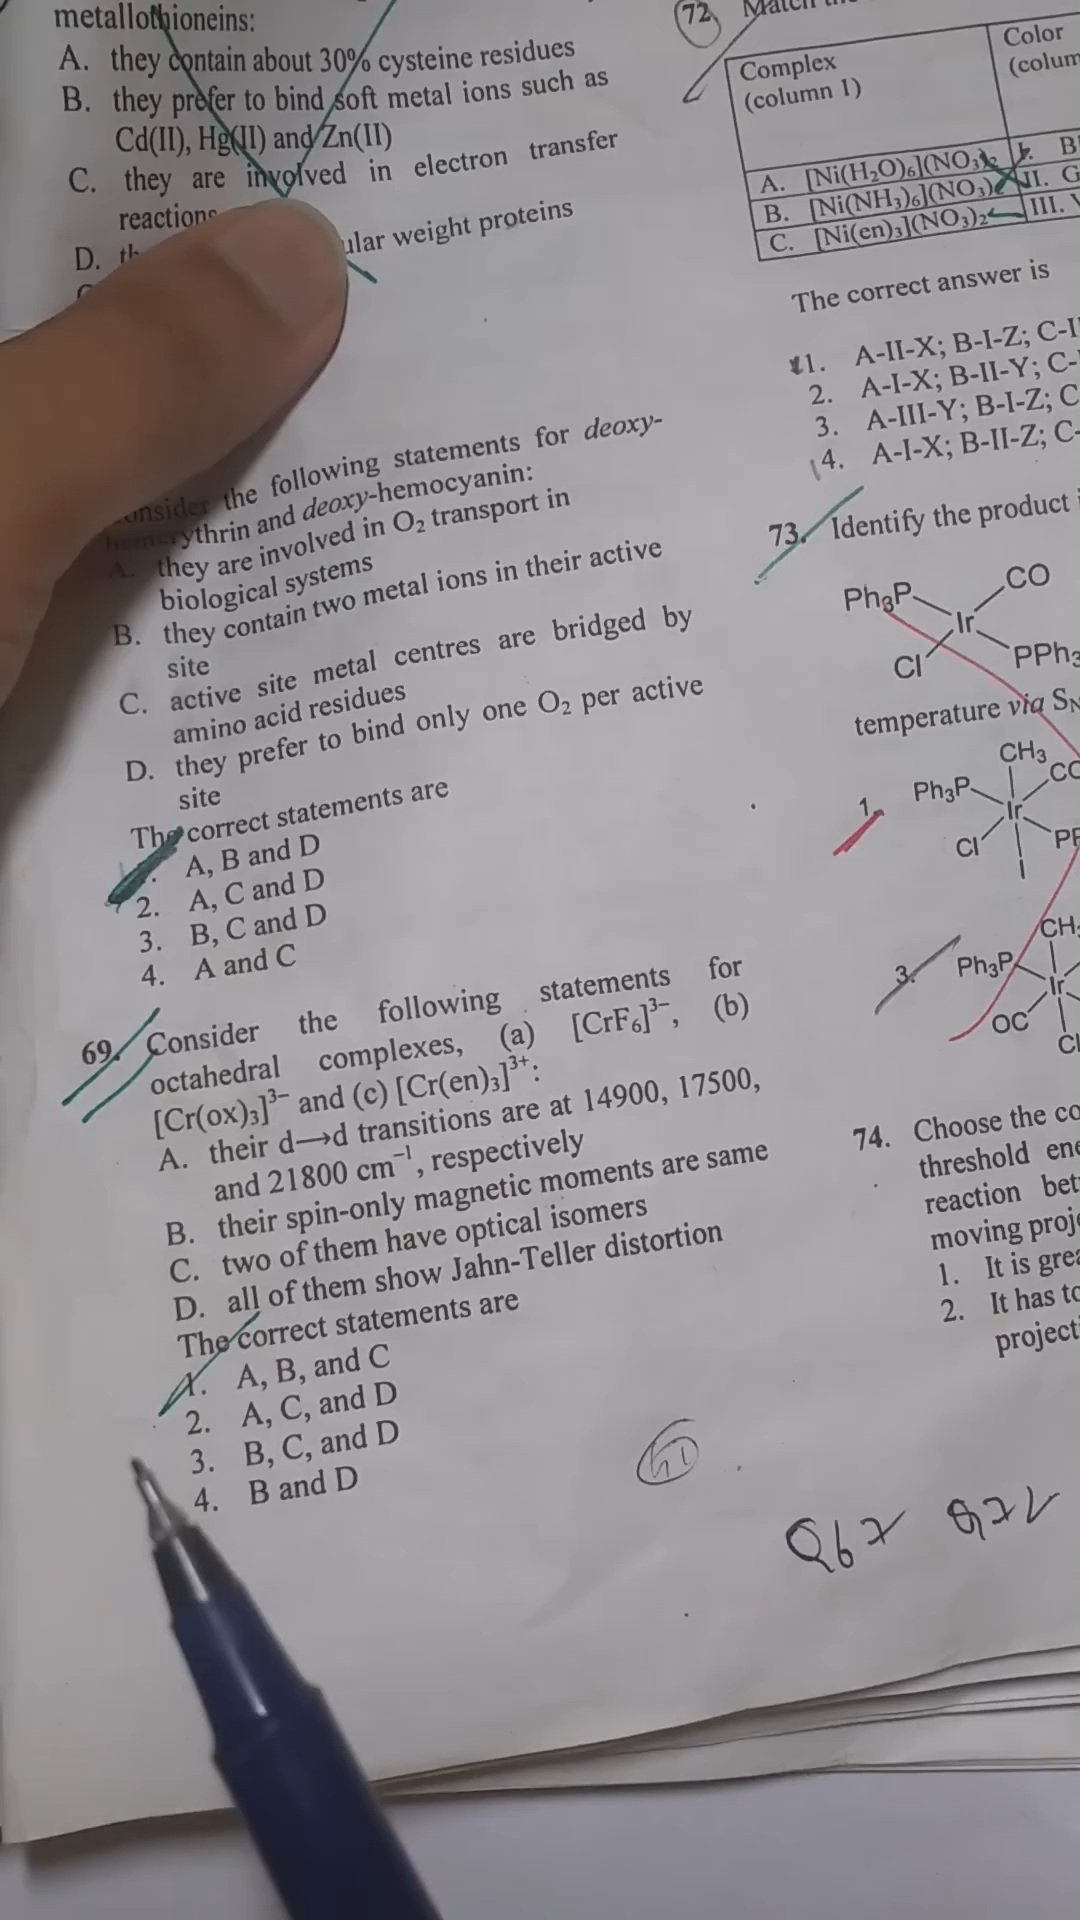 metallothioneins:
A. they contain about 30% cysteine residues
B. they prefer to bind soft metal ions such as
Cd(II), Hg(II) and Zn(II)
C. they are involved in electron transfer
reactions
D. ular weight proteins
the following statements for deoxy-
erythrin and deoxy-hemocyanin:
A. they are involved in O₂ transport in
biological systems
B. they contain two metal ions in their active
site
C. active site metal centres are bridged by
amino acid residues
D. they prefer to bind only one O₂ per active
site
The correct statements are
A, B and D
2. A, C and D
3. B, C and D
4. A and C
69. Consider the following statements for
octahedral complexes, (a) [CrF₆]³⁻, (b)
[Cr(ox)₃]³⁻ and (c) [Cr(en)₃]³⁺:
A. their d→d transitions are at 14900, 17500,
and 21800 cm⁻¹, respectively
B. their spin-only magnetic moments are same
C. two of them have optical isomers
D. all of them show Jahn-Teller distortion
The correct statements are
1. A, B, and C
2. A, C, and D
3. B, C, and D
4. B and D
72
Complex
(column 1)
Color
(colum
A. [Ni(H₂O)₆](NO₃)₂ I. B
B. [Ni(NH₃)₆](NO₃)₂ II. G
C. [Ni(en)₃](NO₃)₂ III.
The correct answer is
1. A-II-X; B-I-Z; C-I
2. A-I-X; B-II-Y; C-
3. A-III-Y; B-I-Z; C
4. A-I-X; B-II-Z; C-
73. Identify the product
Ph₃P CO
Ir
Cl PPh₃
temperature via S_N
1. CH₃
Ph₃P CO
Ir
Cl PP
I
3. CH₃
Ph₃P
Ir
OC
Cl
74. Choose the co
threshold ene
reaction bet
moving proje
1. It is grea
2. It has to
project
Q67 Q72